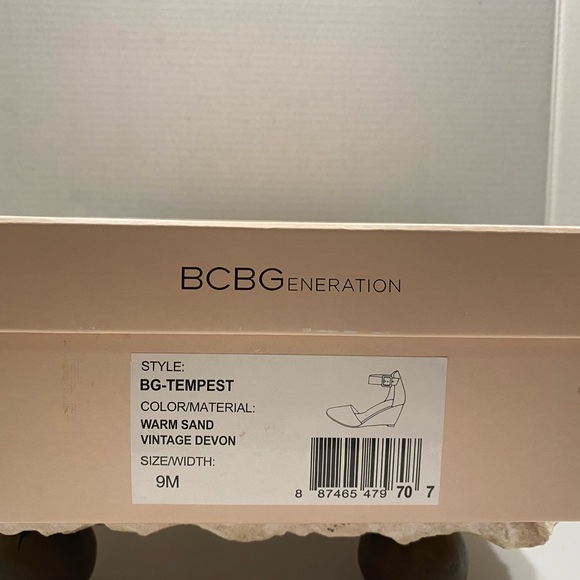 BCBGENERATION
STYLE:
BG-TEMPEST
COLOR/MATERIAL:
WARM SAND
VINTAGE DEVON
SIZE/WIDTH:
9M
8 87465 479 70 7